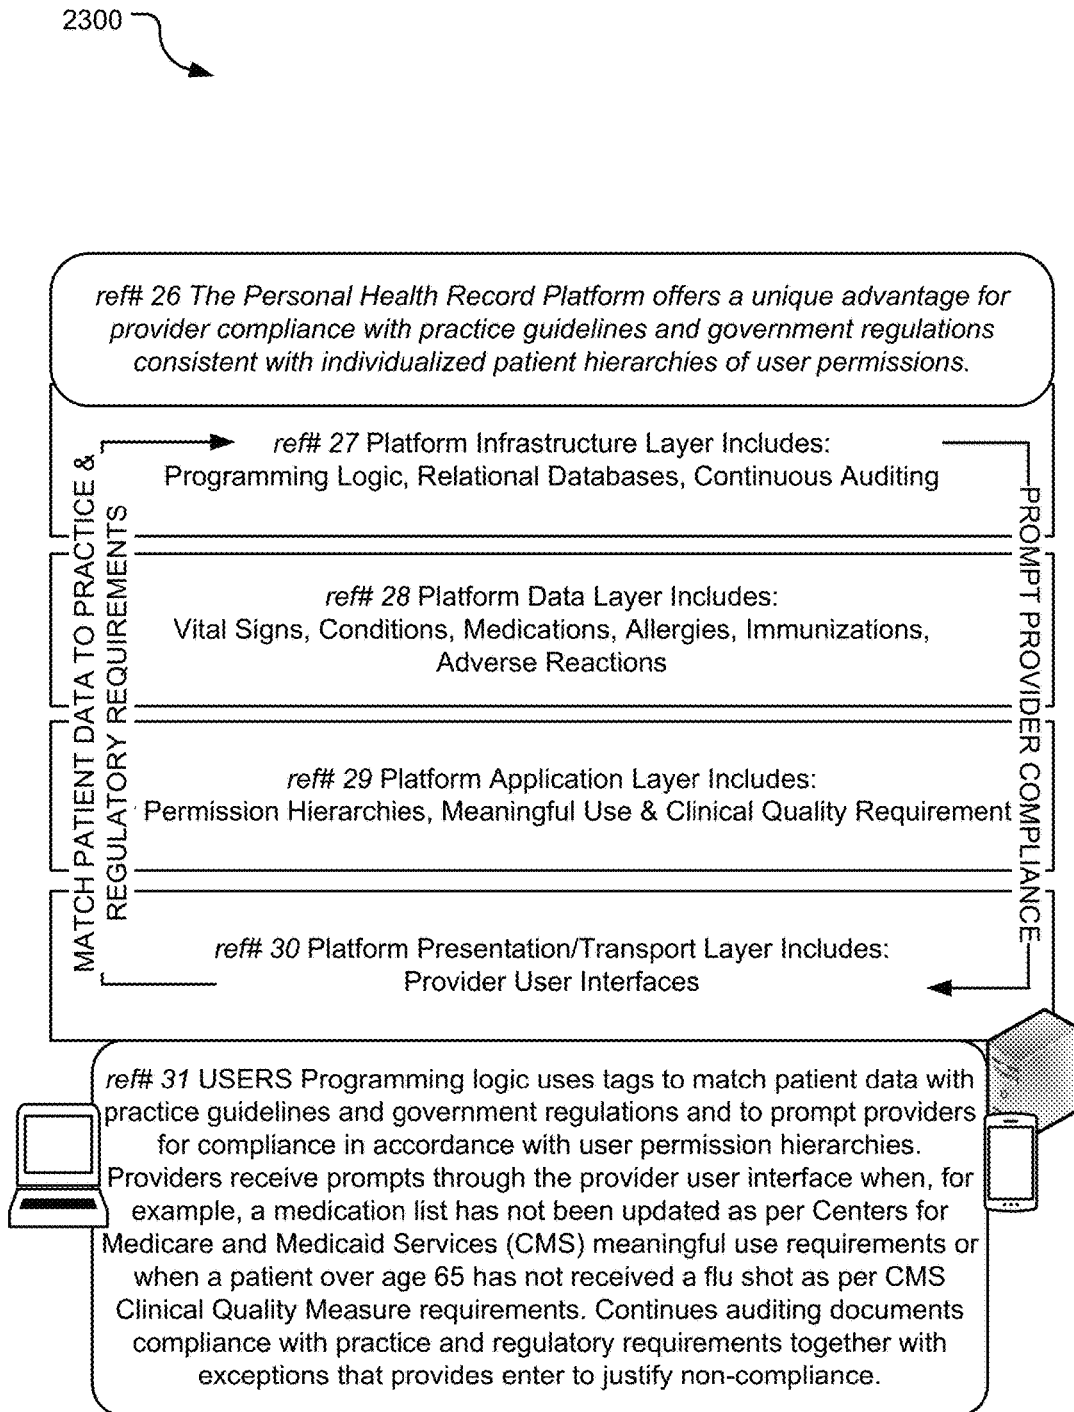 2300
ref# 26 The Personal Health Record Platform offers a unique advantage for
provider compliance with practice guidelines and government regulations
consistent with individualized patient hierarchies of user permissions.
MATCH PATIENT DATA TO PRACTICE &
REGULATORY REQUIREMENTS
ref# 27 Platform Infrastructure Layer Includes:
Programming Logic, Relational Databases, Continuous Auditing
PROMPT PROVIDER COMPLIANCE
ref# 28 Platform Data Layer Includes:
Vital Signs, Conditions, Medications, Allergies, Immunizations,
Adverse Reactions
ref# 29 Platform Application Layer Includes:
Permission Hierarchies, Meaningful Use & Clinical Quality Requirement
ref# 30 Platform Presentation/Transport Layer Includes:
Provider User Interfaces
ref# 31 USERS Programming logic uses tags to match patient data with
practice guidelines and government regulations and to prompt providers
for compliance in accordance with user permission hierarchies.
Providers receive prompts through the provider user interface when, for
example, a medication list has not been updated as per Centers for
Medicare and Medicaid Services (CMS) meaningful use requirements or
when a patient over age 65 has not received a flu shot as per CMS
Clinical Quality Measure requirements. Continues auditing documents
compliance with practice and regulatory requirements together with
exceptions that provides enter to justify non-compliance.